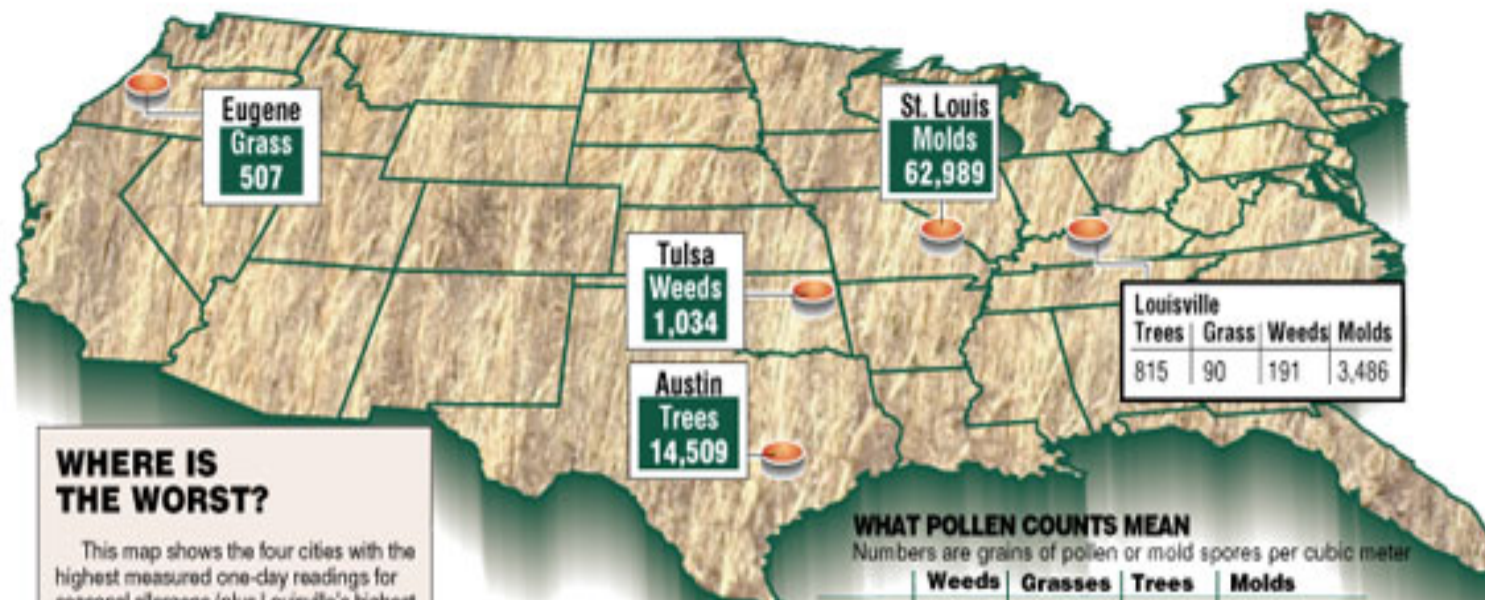 Eugene
Grass
507
St. Louis
Molds
62,989
Tulsa
Weeds
1,034
Louisville
Trees Grass Weeds Molds
815 90 191 3,486
Austin
Trees
14,509
WHERE IS
THE WORST?
This map shows the four cities with the
highest measured one-day readings for
WHAT POLLEN COUNTS MEAN
Numbers are grains of pollen or mold spores per cubic meter
Weeds Grasses Trees Molds